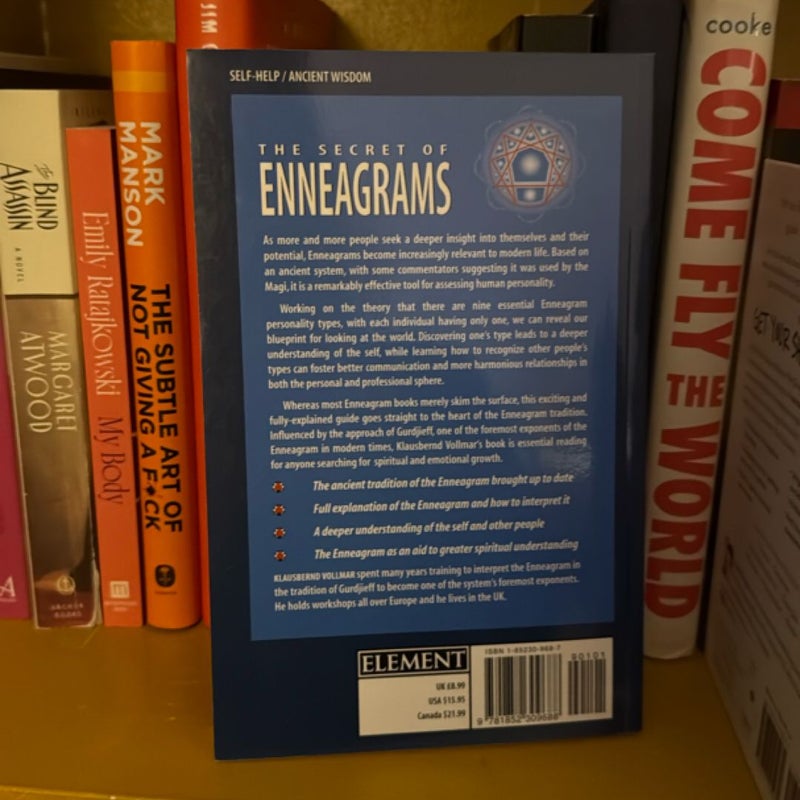 The BLIND
ASSASSIN
A NOVEL
MARGARET
ATWOOD
ANCHOR
BOOKS
Emily Ratajkowski My Body
MARK
MANSON
THE SUBTLE ART OF
NOT GIVING A F*CK
JIM
SELF-HELP / ANCIENT WISDOM
THE SECRET OF
ENNEAGRAMS
As more and more people seek a deeper insight into themselves and their
potential, Enneagrams become increasingly relevant to modern life. Based on
an ancient system, with some commentators suggesting it was used by the
Magi, it is a remarkably effective tool for assessing human personality.
Working on the theory that there are nine essential Enneagram
personality types, with each individual having only one, we can reveal our
blueprint for looking at the world. Discovering one's type leads to a deeper
understanding of the self, while learning how to recognize other people's
types can foster better communication and more harmonious relationships in
both the personal and professional sphere.
Whereas most Enneagram books merely skim the surface, this exciting and
fully-explained guide goes straight to the heart of the Enneagram tradition.
Influenced by the approach of Gurdjieff, one of the foremost exponents of the
Enneagram in modern times, Klausbernd Vollmar's book is essential reading
for anyone searching for spiritual and emotional growth.
The ancient tradition of the Enneagram brought up to date
Full explanation of the Enneagram and how to interpret it
A deeper understanding of the self and other people
The Enneagram as an aid to greater spiritual understanding
KLAUSBERND VOLLMAR spent many years training to interpret the Enneagram in
the tradition of Gurdjieff to become one of the system's foremost exponents.
He holds workshops all over Europe and he lives in the UK.
ELEMENT
UK £8.99
USA $15.95
Canada $21.99
ISBN 1-85230-968-7
90101
9 781852 309688
cooke
COME FLY THE WORLD